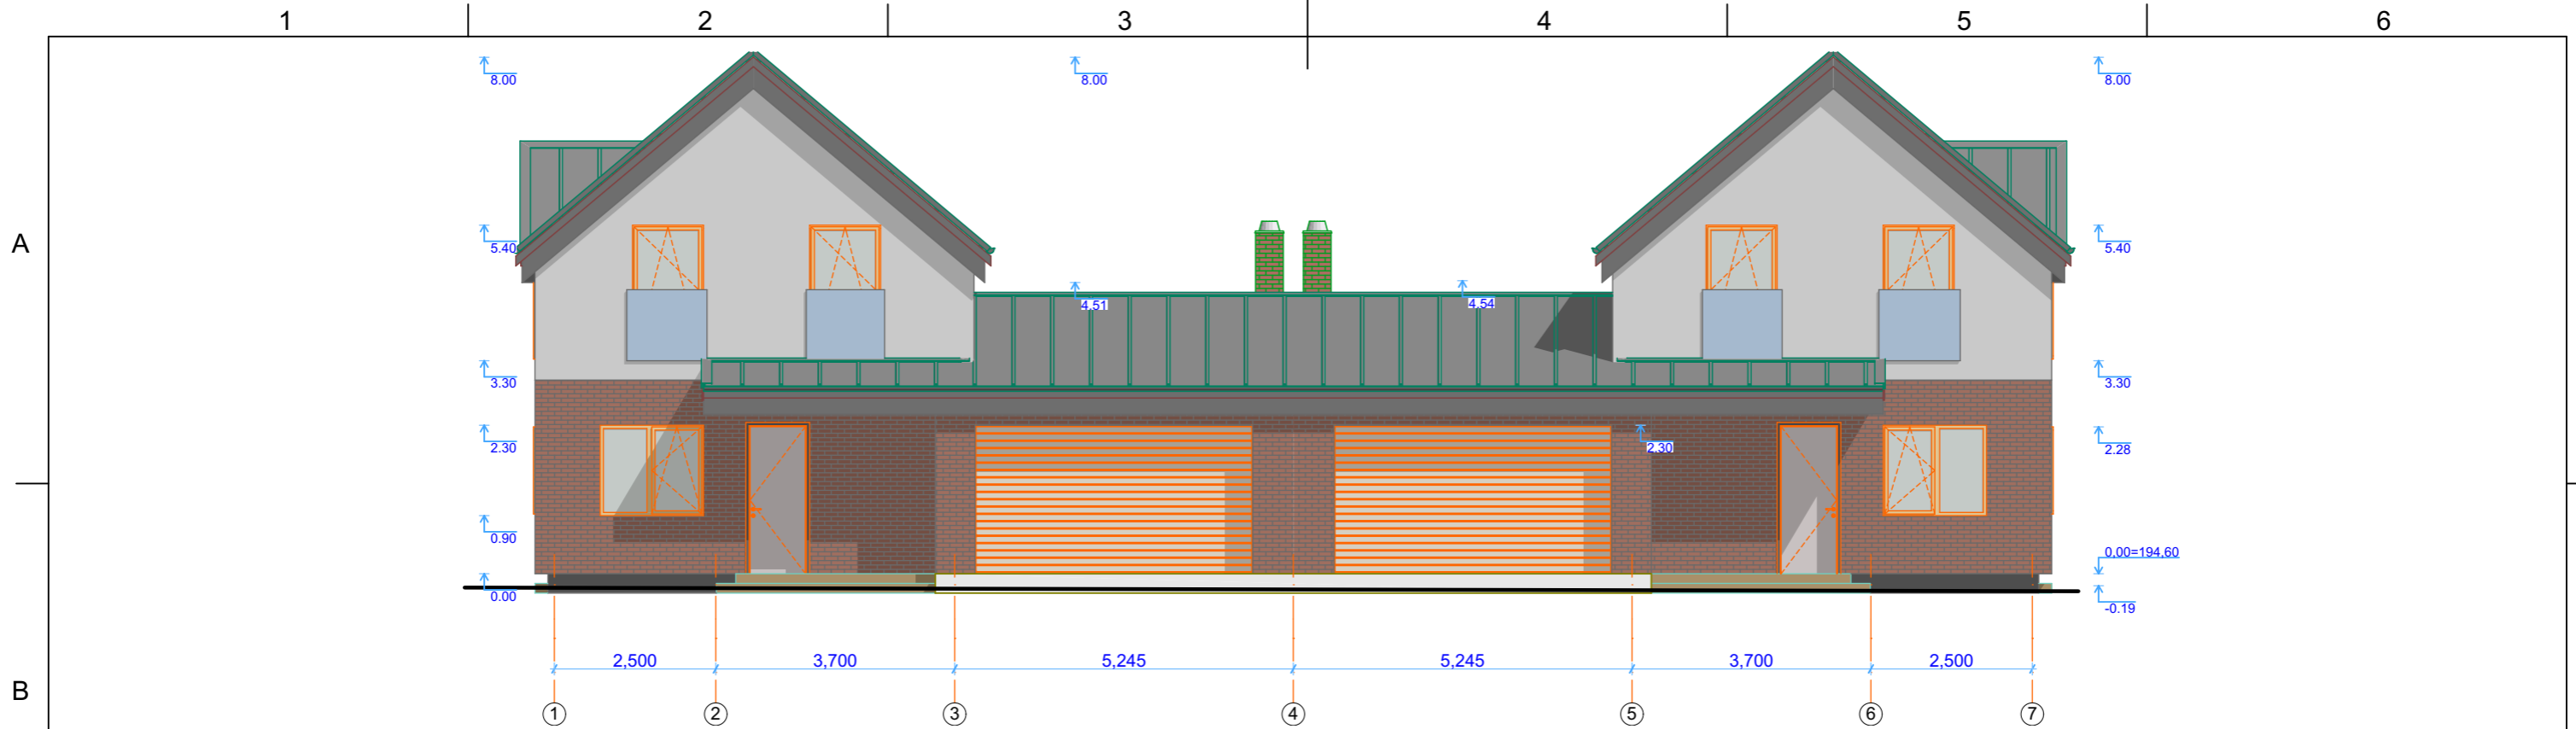 1 2 3 4 5 6
8.00 8.00 8.00
A 5.40 5.40
4.51 4.54
3.30 3.30
2.30 2.30 2.28
0.90 0,00=194,60
0.00 -0.19
B 2,500 3,700 5,245 5,245 3,700 2,500
1 2 3 4 5 6 7